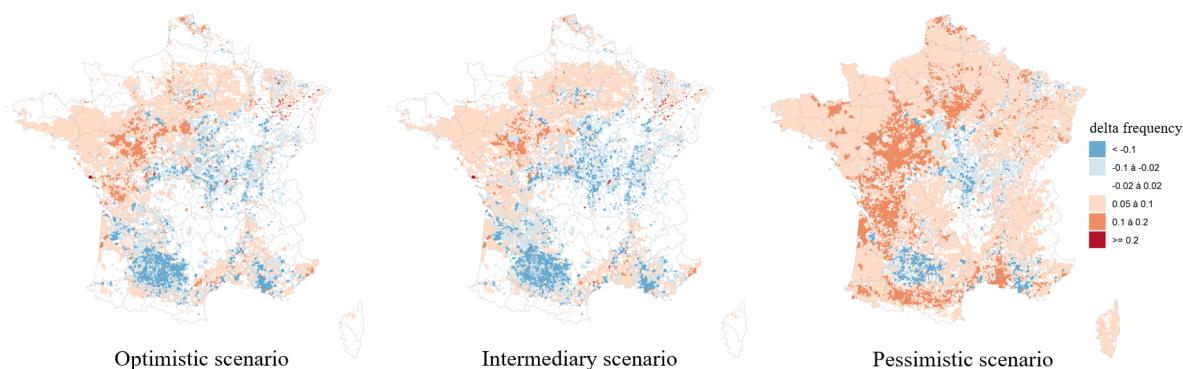 delta frequency
< -0.1
-0.1 à -0.02
-0.02 à 0.02
0.05 à 0.1
0.1 à 0.2
>= 0.2
Optimistic scenario
Intermediary scenario
Pessimistic scenario